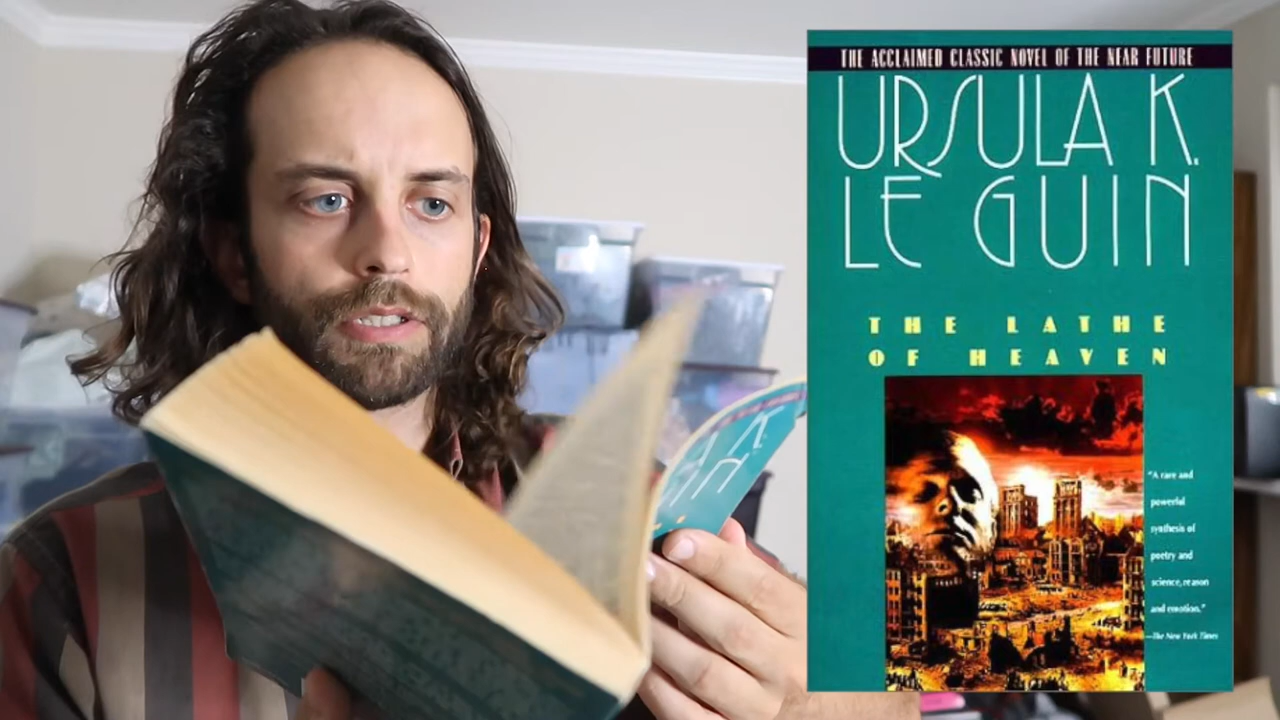 THE ACCLAIMED CLASSIC NOVEL OF THE NEAR FUTURE
URSULA K.
LE GUIN
THE LATHE
OF HEAVEN
"A rare and
powerful
synthesis of
poetry and
science, reason
and emotion."
—The New York Times